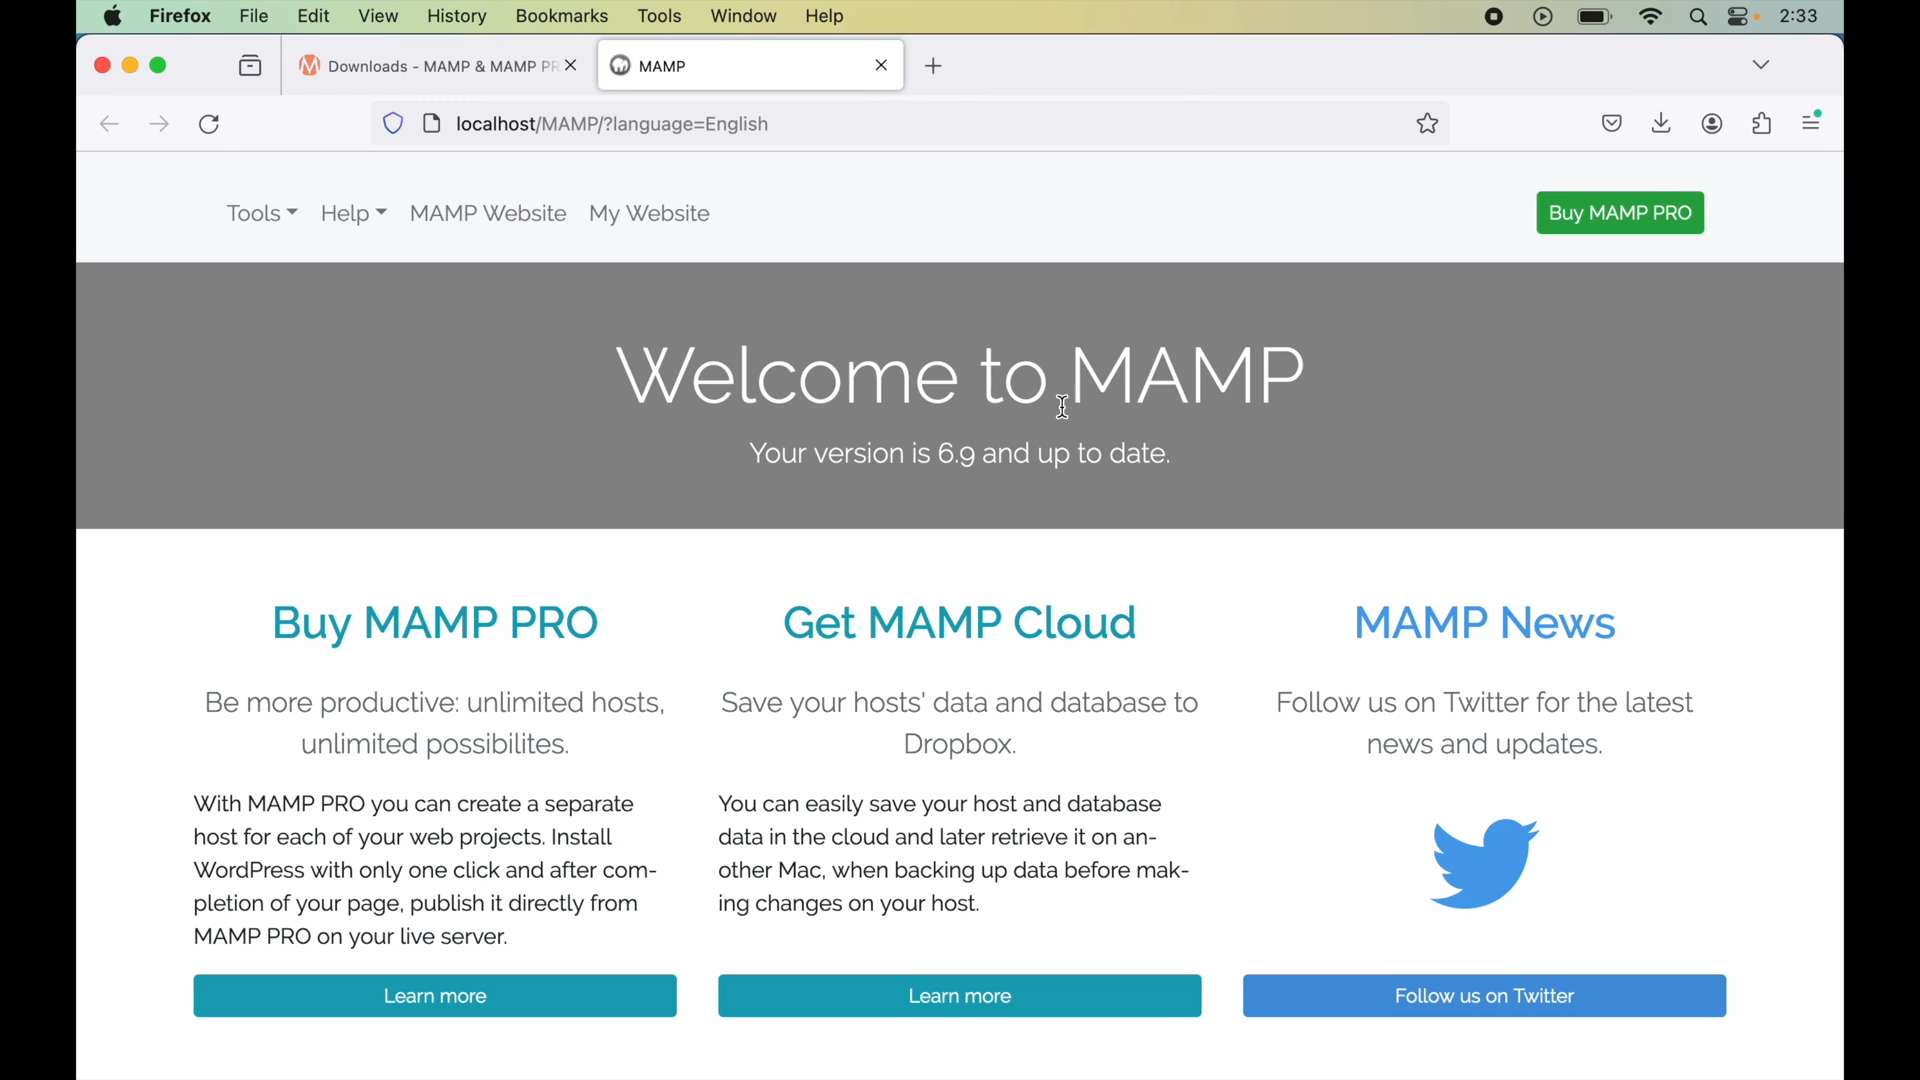 Firefox File Edit View History Bookmarks Tools Window Help 2:33
Downloads - MAMP & MAMP PR MAMP
localhost/MAMP/?language=English
Tools Help MAMP Website My Website Buy MAMP PRO
Welcome to MAMP
Your version is 6.9 and up to date.
Buy MAMP PRO
Be more productive: unlimited hosts,
unlimited possibilites.
With MAMP PRO you can create a separate
host for each of your web projects. Install
WordPress with only one click and after com-
pletion of your page, publish it directly from
MAMP PRO on your live server.
Learn more
Get MAMP Cloud
Save your hosts' data and database to
Dropbox.
You can easily save your host and database
data in the cloud and later retrieve it on an-
other Mac, when backing up data before mak-
ing changes on your host.
Learn more
MAMP News
Follow us on Twitter for the latest
news and updates.
Follow us on Twitter